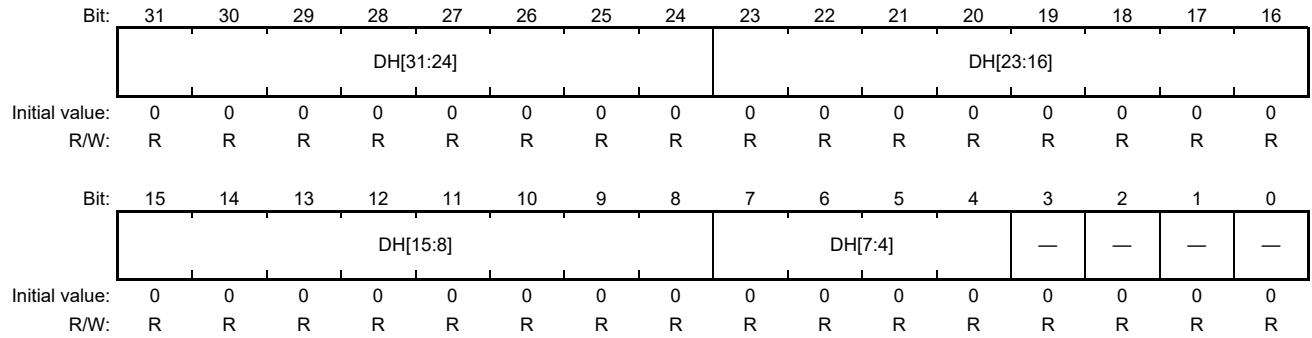 Bit: 31 30 29 28 27 26 25 24 23 22 21 20 19 18 17 16
DH[31:24] DH[23:16]
Initial value: 0 0 0 0 0 0 0 0 0 0 0 0 0 0 0 0
R/W: R R R R R R R R R R R R R R R R
Bit: 15 14 13 12 11 10 9 8 7 6 5 4 3 2 1 0
DH[15:8] DH[7:4] — — — —
Initial value: 0 0 0 0 0 0 0 0 0 0 0 0 0 0 0 0
R/W: R R R R R R R R R R R R R R R R